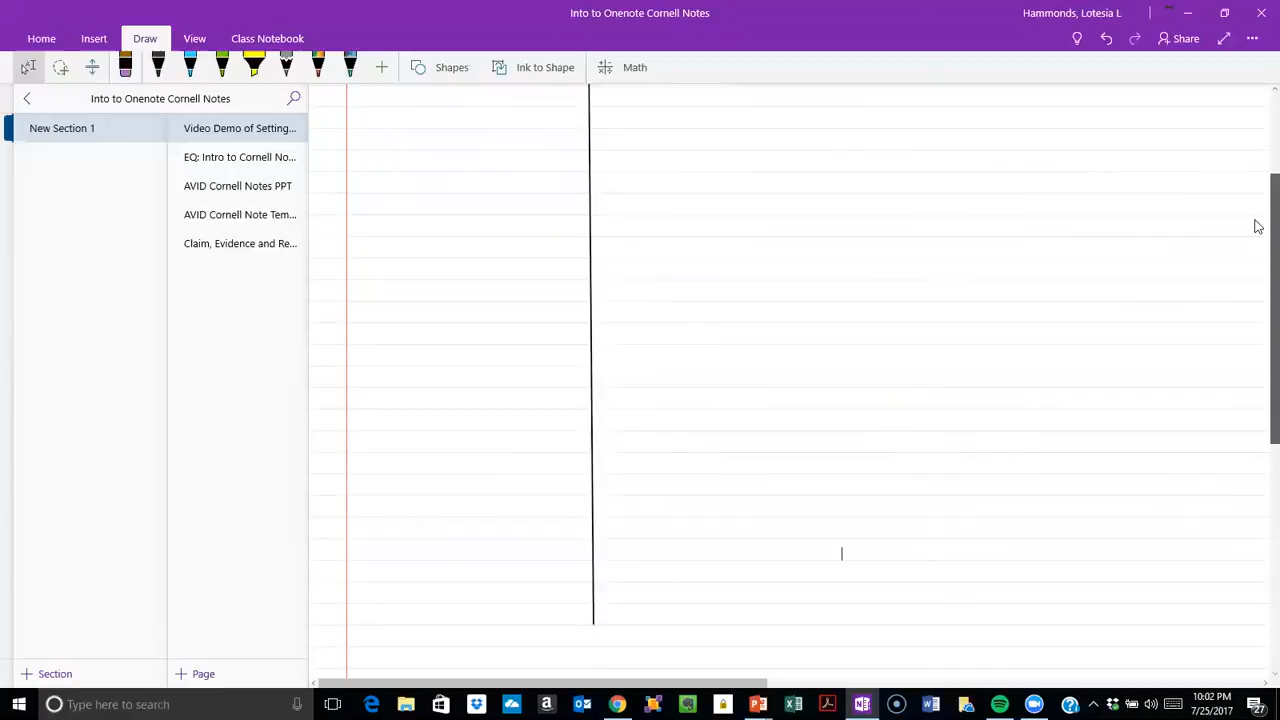 Into to Onenote Cornell Notes
Hammonds, Lotesia L
Home
Insert
Draw
View
Class Notebook
Share
Shapes
Ink to Shape
Math
Into to Onenote Cornell Notes
New Section 1
Video Demo of Setting...
EQ: Intro to Cornell No...
AVID Cornell Notes PPT
AVID Cornell Note Tem...
Claim, Evidence and Re...
Section
Page
Type here to search
10:02 PM
7/25/2017
27